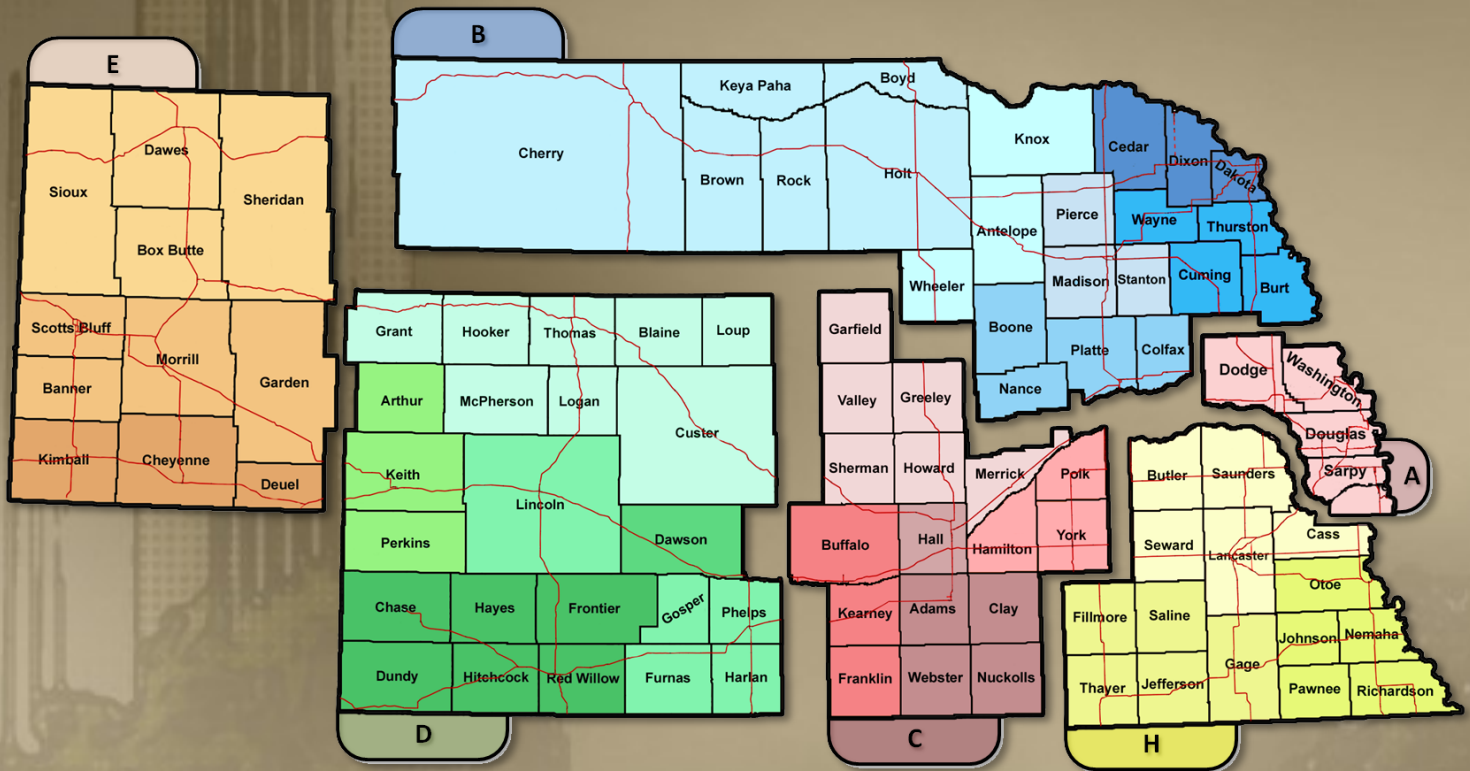 E
Dawes
Sioux
Sheridan
Box Butte
Scotts Bluff
Morrill
Banner
Garden
Kimball
Cheyenne
Deuel
B
Keya Paha
Boyd
Cherry
Knox
Cedar
Dixon
Dakota
Brown
Rock
Holt
Pierce
Wayne
Thurston
Antelope
Wheeler
Madison
Stanton
Cuming
Burt
Boone
Platte
Colfax
Nance
Grant
Hooker
Thomas
Blaine
Loup
Arthur
McPherson
Logan
Custer
Keith
Lincoln
Perkins
Dawson
Chase
Hayes
Frontier
Gosper
Phelps
Dundy
Hitchcock
Red Willow
Furnas
Harlan
D
Garfield
Valley
Greeley
Sherman
Howard
Merrick
Polk
Buffalo
Hall
Hamilton
York
Kearney
Adams
Clay
Franklin
Webster
Nuckolls
C
Dodge
Washington
Douglas
Sarpy
A
Butler
Saunders
Seward
Lancaster
Cass
Otoe
Fillmore
Saline
Johnson
Nemaha
Gage
Thayer
Jefferson
Pawnee
Richardson
H